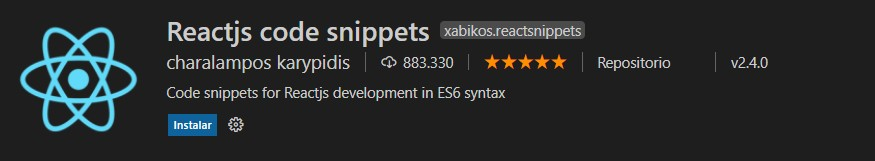 Reactjs code snippets xabikos.reactsnippets
charalampos karypidis 883.330 Repositorio v2.4.0
Code snippets for Reactjs development in ES6 syntax
Instalar